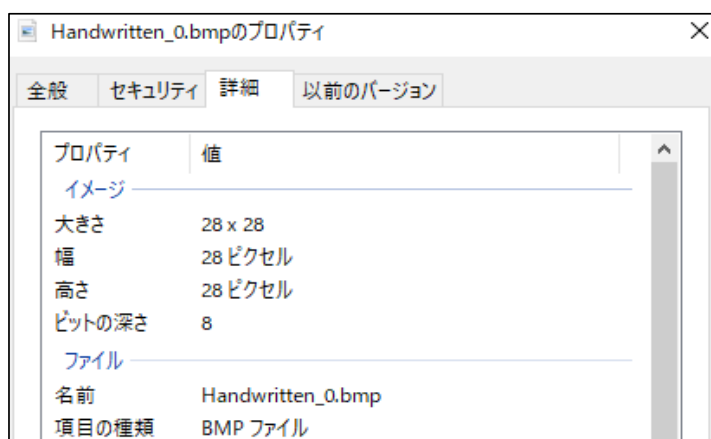 Handwritten_0.bmpのプロパティ
全般 セキュリティ 詳細 以前のバージョン
プロパティ 値
イメージ
大きさ 28 x 28
幅 28 ピクセル
高さ 28 ピクセル
ビットの深さ 8
ファイル
名前 Handwritten_0.bmp
項目の種類 BMP ファイル